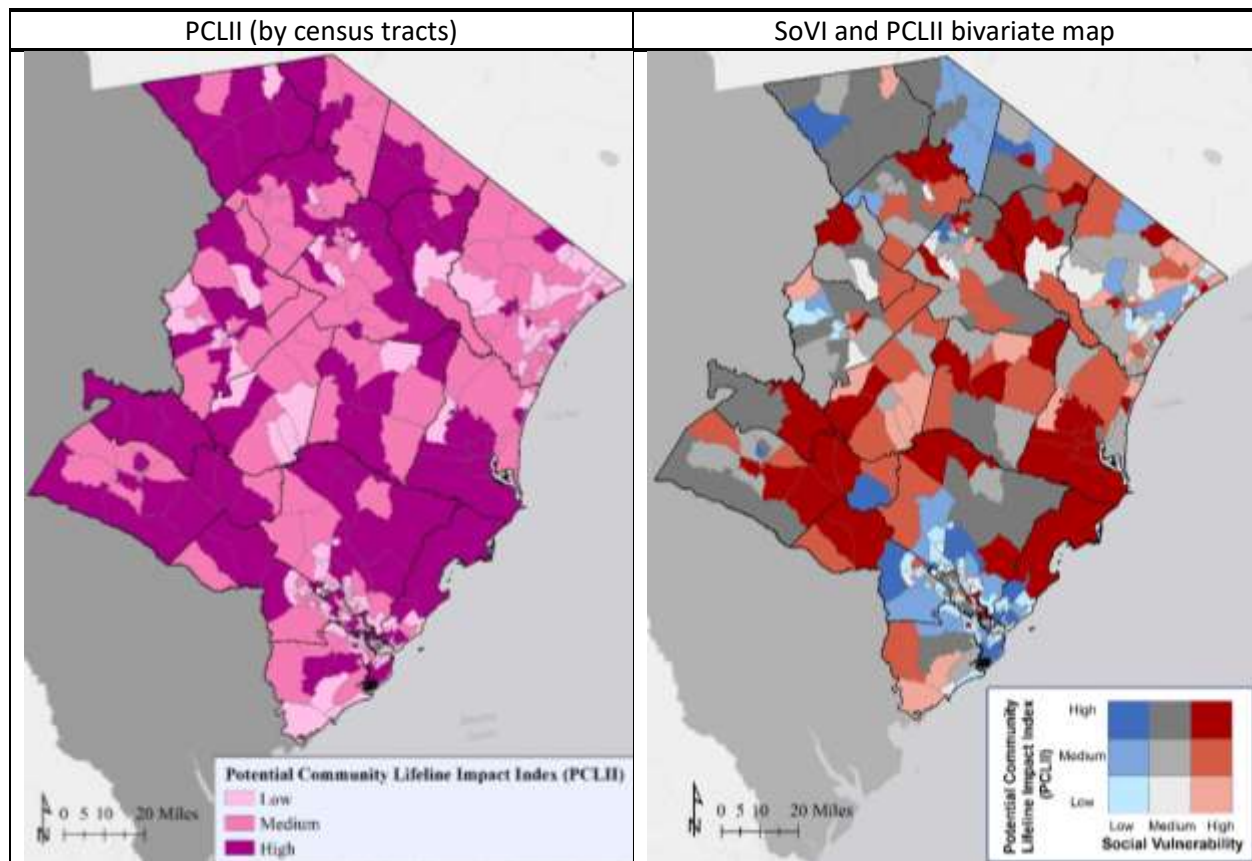 PCLII (by census tracts)
SoVI and PCLII bivariate map
Potential Community Lifeline Impact Index (PCLII)
Low
Medium
High
0 5 10 20 Miles
N
0 5 10 20 Miles
N
Potential Community
Lifeline Impact Index
(PCLII)
High
Medium
Low
Low Medium High
Social Vulnerability